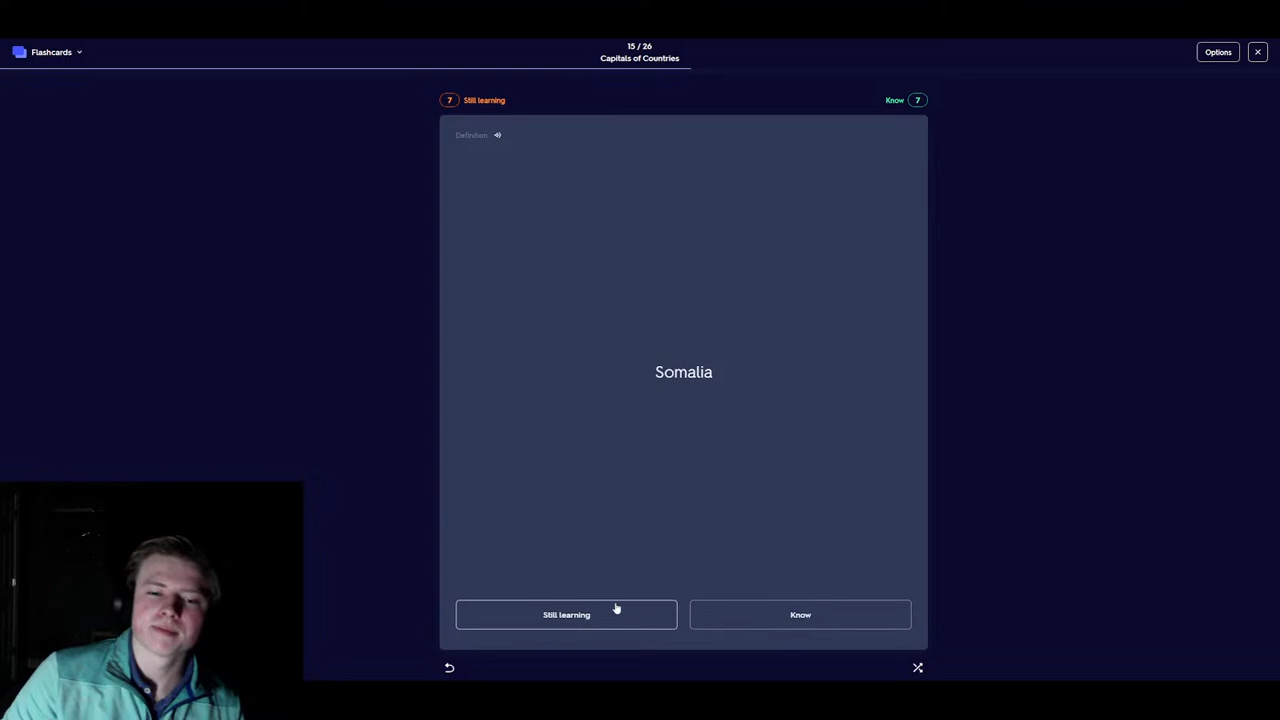 Flashcards
15 / 26
Capitals of Countries
Options
7 Still learning
Know 7
Definition
Somalia
Still learning
Know